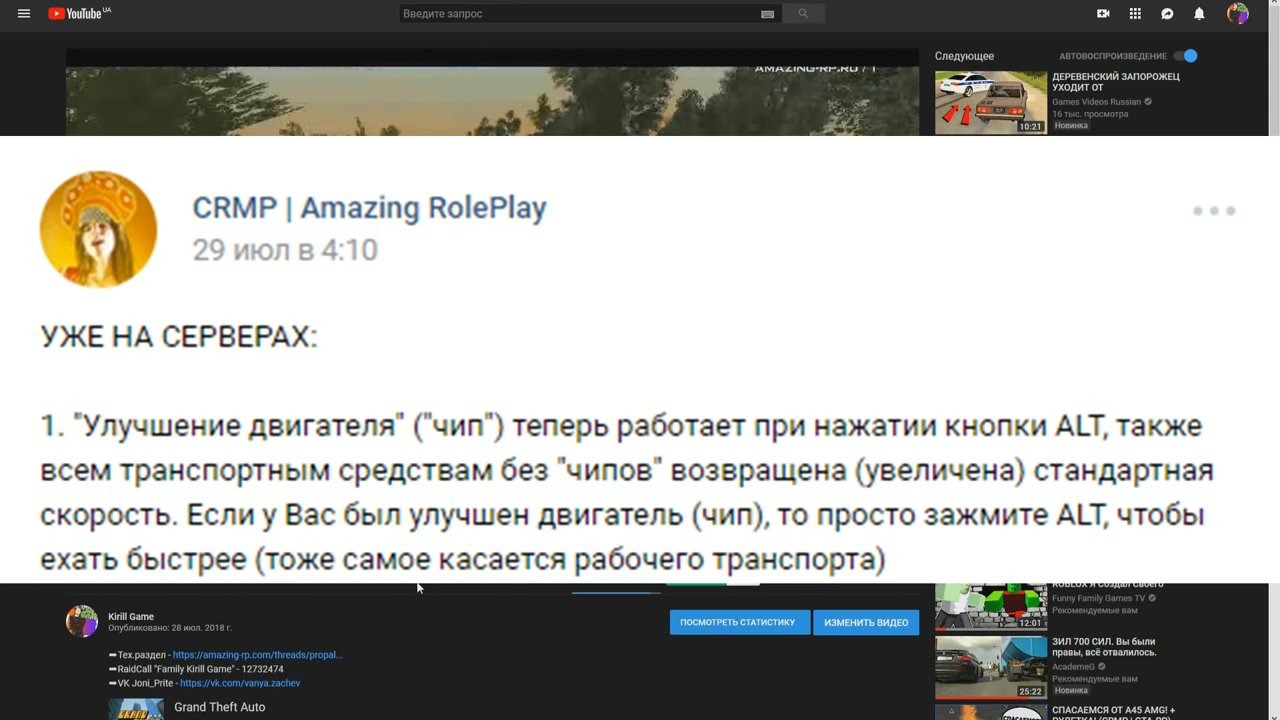 YouTube UA
Введите запрос
AMAZING-RP.RU / 1
Следующее
АВТОВОСПРОИЗВЕДЕНИЕ
ДЕРЕВЕНСКИЙ ЗАПОРОЖЕЦ
УХОДИТ ОТ
Games Videos Russian
16 тыс. просмотра
Новинка
10:21
CRMP | Amazing RolePlay
29 июл в 4:10
УЖЕ НА СЕРВЕРАХ:
1. "Улучшение двигателя" ("чип") теперь работает при нажатии кнопки ALT, также
всем транспортным средствам без "чипов" возвращена (увеличена) стандартная
скорость. Если у Вас был улучшен двигатель (чип), то просто зажмите ALT, чтобы
ехать быстрее (тоже самое касается рабочего транспорта)
Kirill Game
Опубликовано: 28 июл. 2018 г.
ПОСМОТРЕТЬ СТАТИСТИКУ
ИЗМЕНИТЬ ВИДЕО
➡Тех.раздел - https://amazing-rp.com/threads/propal...
➡RaidCall "Family Kirill Game" - 12732474
➡VK Joni_Prite - https://vk.com/vanya.zachev
Grand Theft Auto
ROBLOX Я Создал Своего
Funny Family Games TV
Рекомендуемые вам
12:01
ЗИЛ 700 СИЛ. Вы были
правы, всё отвалилось.
AcademeG
Рекомендуемые вам
Новинка
25:22
СПАСАЕМСЯ ОТ A45 AMG! +